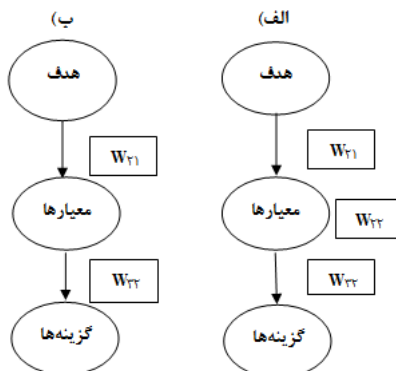 الف) ب)
هدف هدف
W۲۱ W۲۱
معیارها معیارها
W۲۲
W۳۲ W۳۲
گزینه‌ها گزینه‌ها